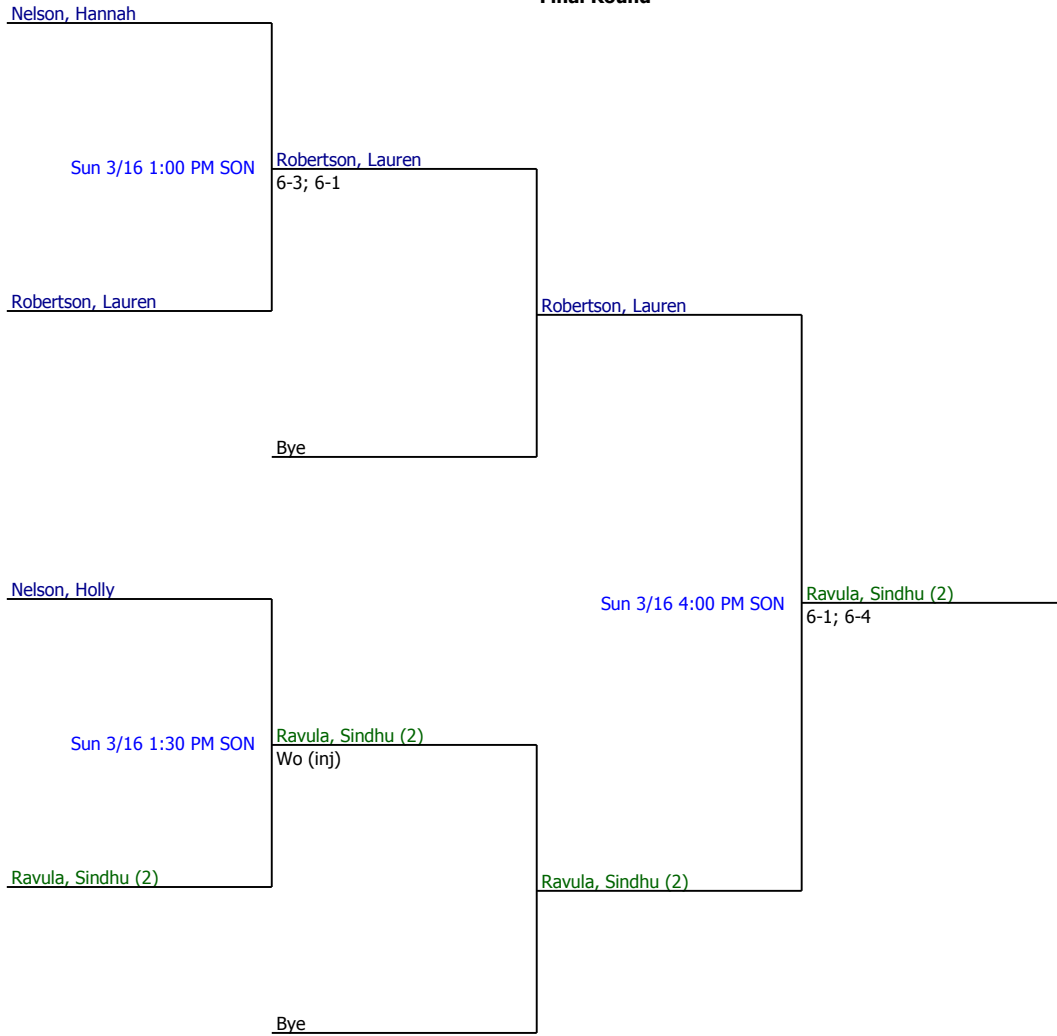 Final Round
Nelson, Hannah
Sun 3/16 1:00 PM SON
Robertson, Lauren
6-3; 6-1
Robertson, Lauren
Robertson, Lauren
Bye
Nelson, Holly
Sun 3/16 4:00 PM SON
Ravula, Sindhu (2)
6-1; 6-4
Sun 3/16 1:30 PM SON
Ravula, Sindhu (2)
Wo (inj)
Ravula, Sindhu (2)
Ravula, Sindhu (2)
Bye